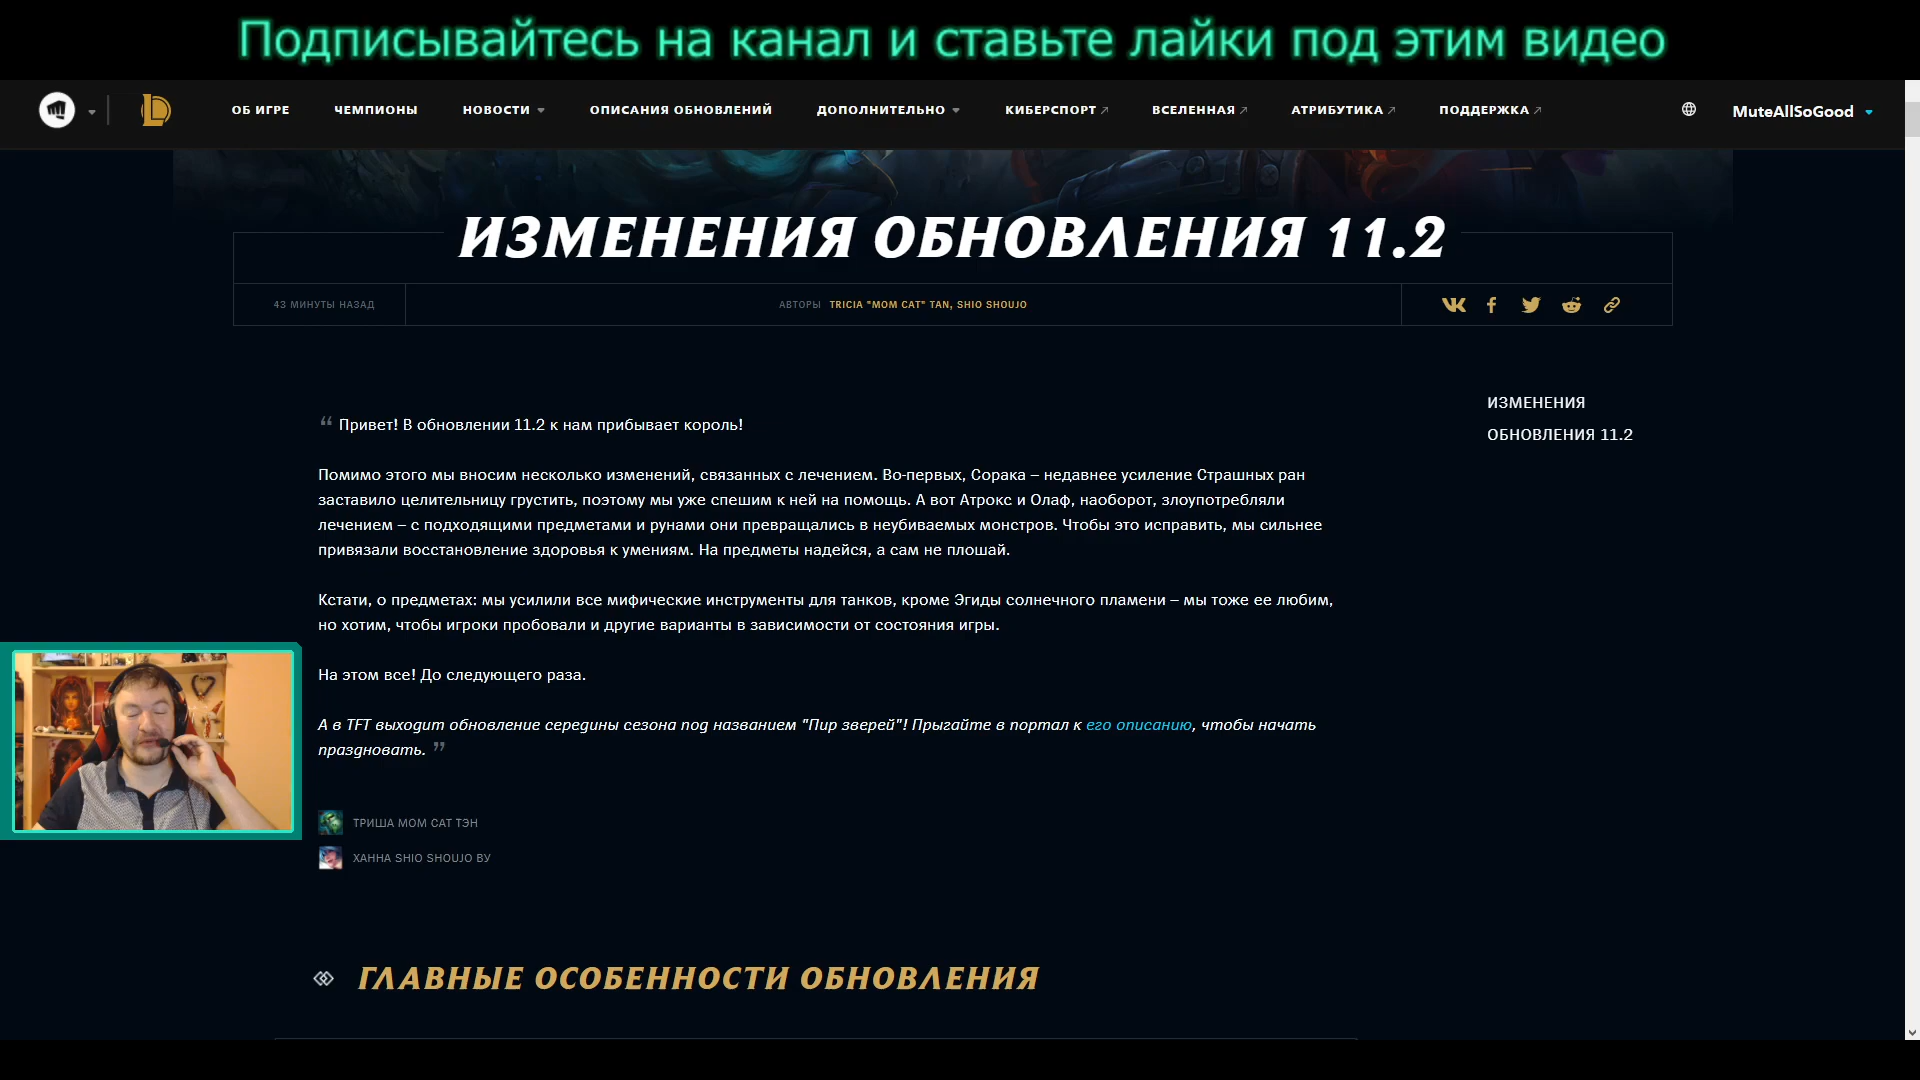 Подписывайтесь на канал и ставьте лайки под этим видео
ОБ ИГРЕ ЧЕМПИОНЫ НОВОСТИ ОПИСАНИЯ ОБНОВЛЕНИЙ ДОПОЛНИТЕЛЬНО КИБЕРСПОРТ ВСЕЛЕННАЯ АТРИБУТИКА ПОДДЕРЖКА MuteAllSoGood
ИЗМЕНЕНИЯ ОБНОВЛЕНИЯ 11.2
43 МИНУТЫ НАЗАД АВТОРЫ TRICIA "MOM CAT" TAN, SHIO SHOUJO
ИЗМЕНЕНИЯ
ОБНОВЛЕНИЯ 11.2
“ Привет! В обновлении 11.2 к нам прибывает король!
Помимо этого мы вносим несколько изменений, связанных с лечением. Во-первых, Сорака – недавнее усиление Страшных ран
заставило целительницу грустить, поэтому мы уже спешим к ней на помощь. А вот Атрокс и Олаф, наоборот, злоупотребляли
лечением – с подходящими предметами и рунами они превращались в неубиваемых монстров. Чтобы это исправить, мы сильнее
привязали восстановление здоровья к умениям. На предметы надейся, а сам не плошай.
Кстати, о предметах: мы усилили все мифические инструменты для танков, кроме Эгиды солнечного пламени – мы тоже ее любим,
но хотим, чтобы игроки пробовали и другие варианты в зависимости от состояния игры.
На этом все! До следующего раза.
А в TFT выходит обновление середины сезона под названием "Пир зверей"! Прыгайте в портал к его описанию, чтобы начать
праздновать. ”
ТРИША MOM CAT ТЭН
ХАННА SHIO SHOUJO ВУ
ГЛАВНЫЕ ОСОБЕННОСТИ ОБНОВЛЕНИЯ